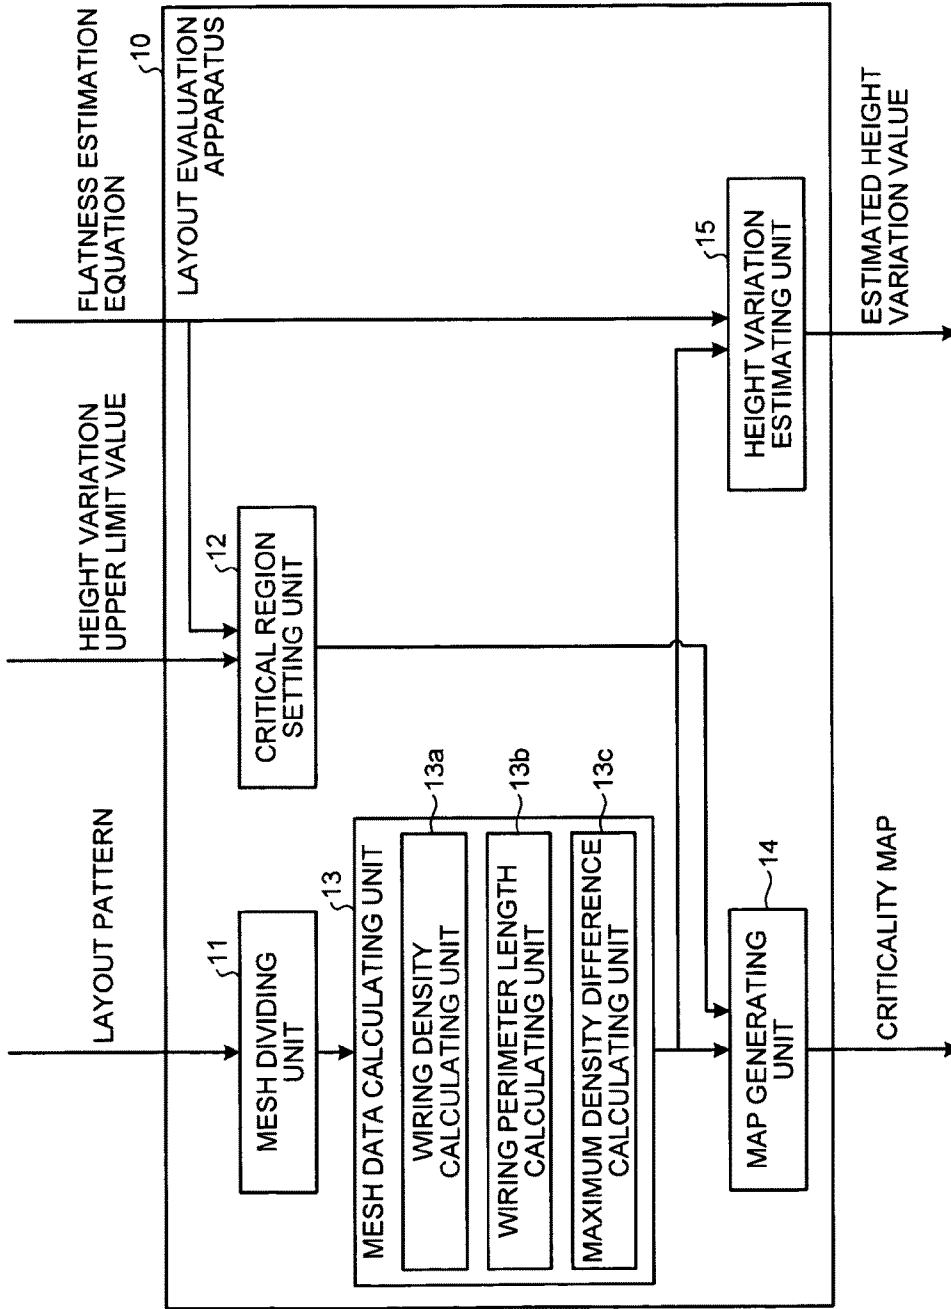 LAYOUT PATTERN
HEIGHT VARIATION
UPPER LIMIT VALUE
FLATNESS ESTIMATION
EQUATION
10
LAYOUT EVALUATION
APPARATUS
11
MESH DIVIDING
UNIT
12
CRITICAL REGION
SETTING UNIT
13
MESH DATA CALCULATING UNIT
13a
WIRING DENSITY
CALCULATING UNIT
13b
WIRING PERIMETER LENGTH
CALCULATING UNIT
13c
MAXIMUM DENSITY DIFFERENCE
CALCULATING UNIT
14
MAP GENERATING
UNIT
15
HEIGHT VARIATION
ESTIMATING UNIT
CRITICALITY MAP
ESTIMATED HEIGHT
VARIATION VALUE